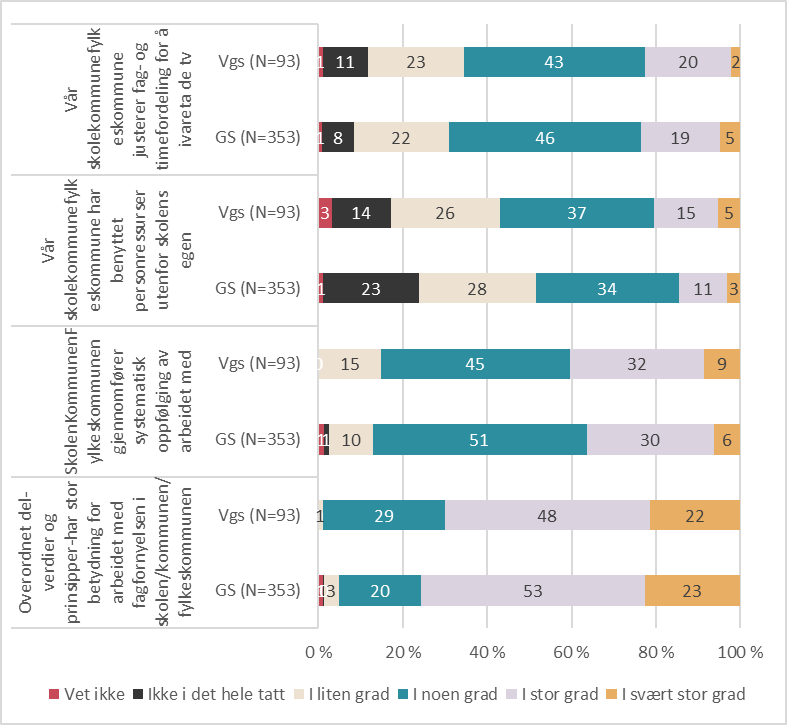 Vår
skolekommunefylk
eskommune
justerer fag- og
timefordeling for å
ivareta de tv
Vgs (N=93)
1 11 23 43 20 2
GS (N=353)
1 8 22 46 19 5
Vår
skolekommunefylk
eskommune har
benyttet
personressurser
utenfor skolens
egen
Vgs (N=93)
3 14 26 37 15 5
GS (N=353)
1 23 28 34 11 3
SkolenKommunenF
ylkeskommunen
gjennomfører
systematisk
oppfølging av
arbeidet med
Vgs (N=93)
0 15 45 32 9
GS (N=353)
1 1 10 51 30 6
Overordnet del-
verdier og
prinsipper-har stor
betydning for
arbeidet med
fagfornyelsen i
skolen/kommunen/
fylkeskommunen
Vgs (N=93)
1 29 48 22
GS (N=353)
1 3 20 53 23
0 % 20 % 40 % 60 % 80 % 100 %
Vet ikke Ikke i det hele tatt I liten grad I noen grad I stor grad I svært stor grad